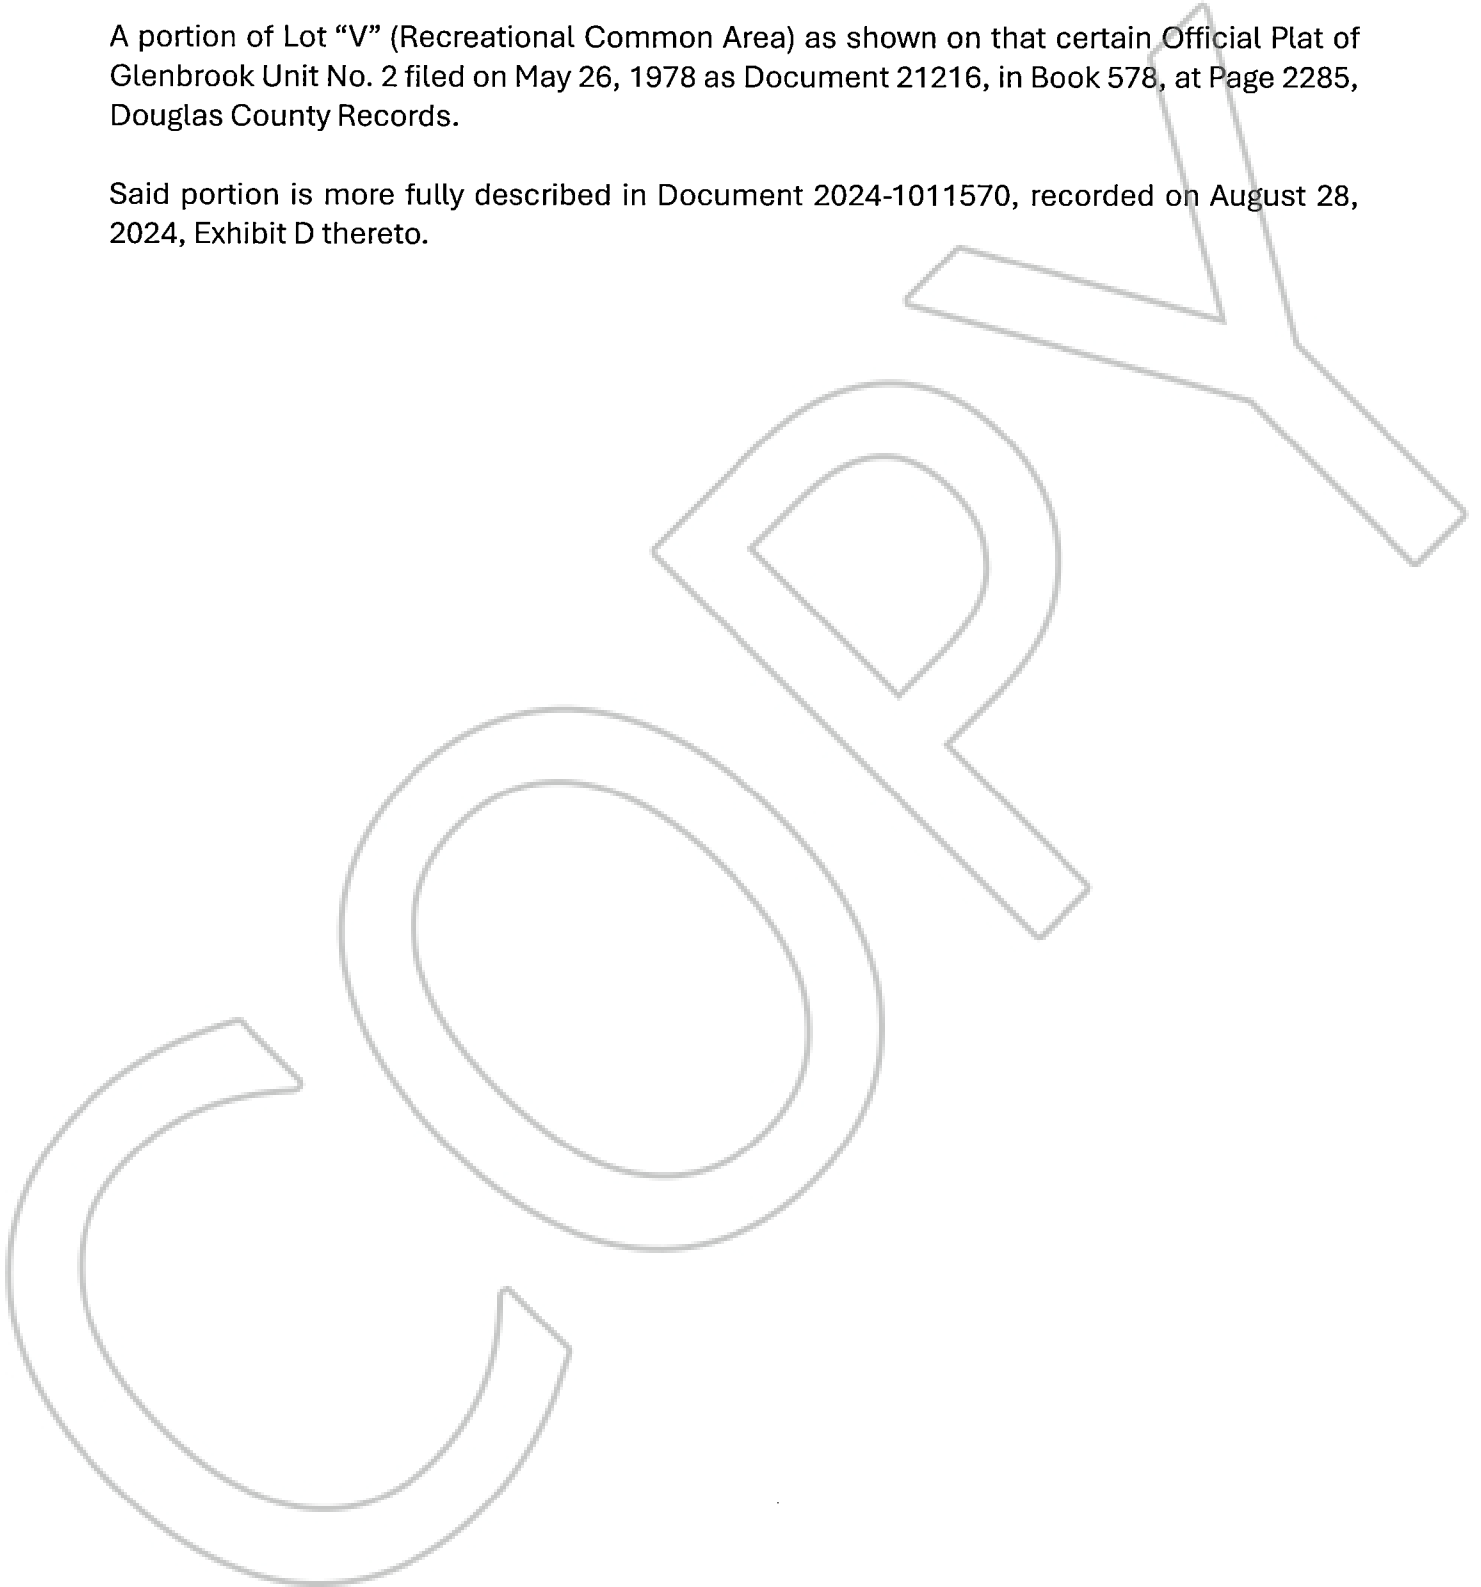 A portion of Lot “V” (Recreational Common Area) as shown on that certain Official Plat of
Glenbrook Unit No. 2 filed on May 26, 1978 as Document 21216, in Book 578, at Page 2285,
Douglas County Records.
Said portion is more fully described in Document 2024-1011570, recorded on August 28,
2024, Exhibit D thereto.
COPY